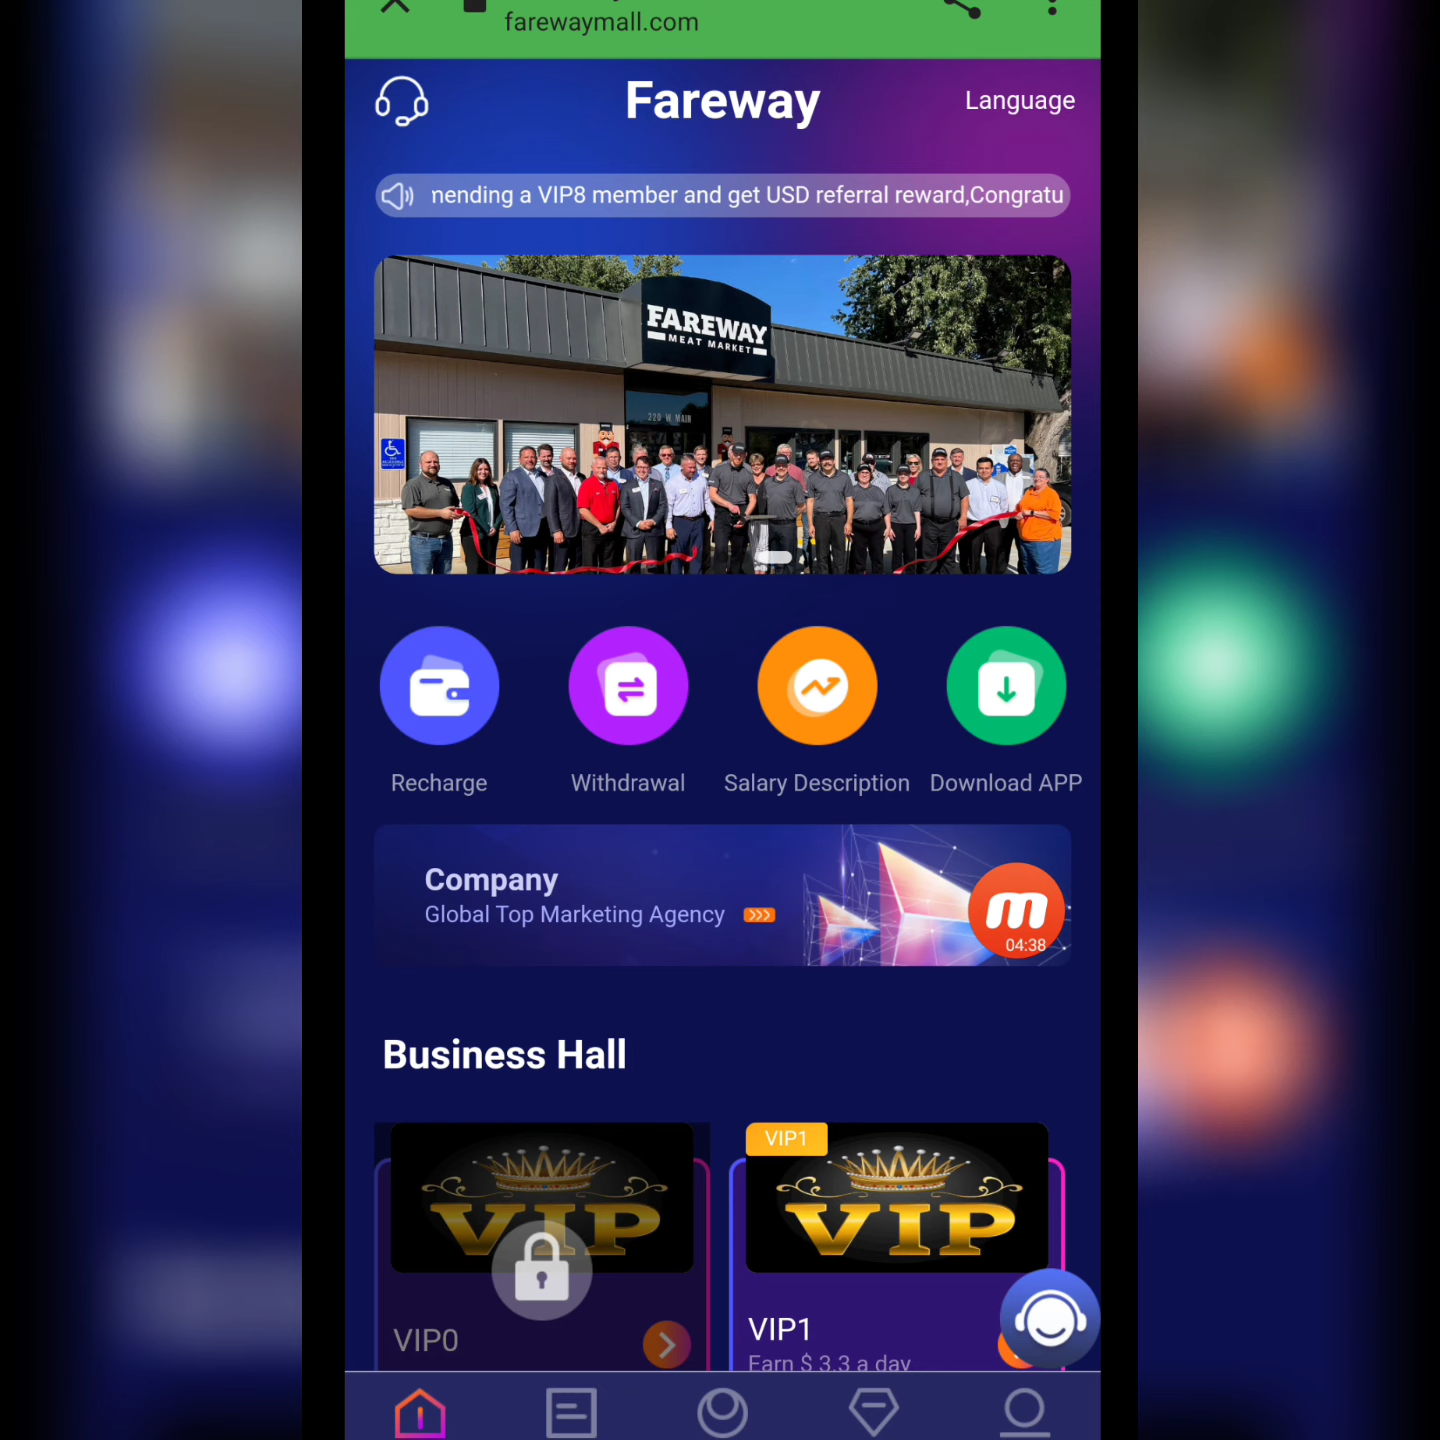 farewaymall.com
Fareway
Language
nending a VIP8 member and get USD referral reward,Congratu
FAREWAY
MEAT MARKET
220 W. MAIN
Recharge
Withdrawal
Salary Description
Download APP
Company
Global Top Marketing Agency
04:38
Business Hall
VIP
VIP0
VIP1
VIP
VIP1
Earn $ 3.3 a day